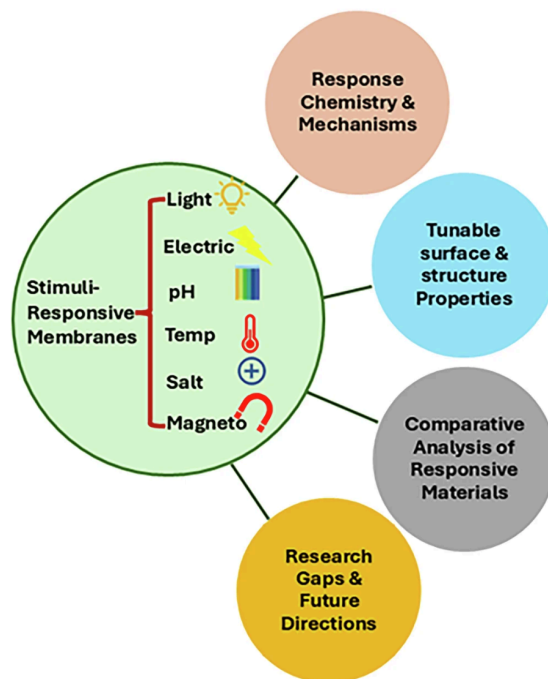 Response
Chemistry &
Mechanisms
Light
Electric
Stimuli-
Responsive
Membranes
pH
Temp
Salt
Magneto
Tunable
surface &
structure
Properties
Comparative
Analysis of
Responsive
Materials
Research
Gaps &
Future
Directions